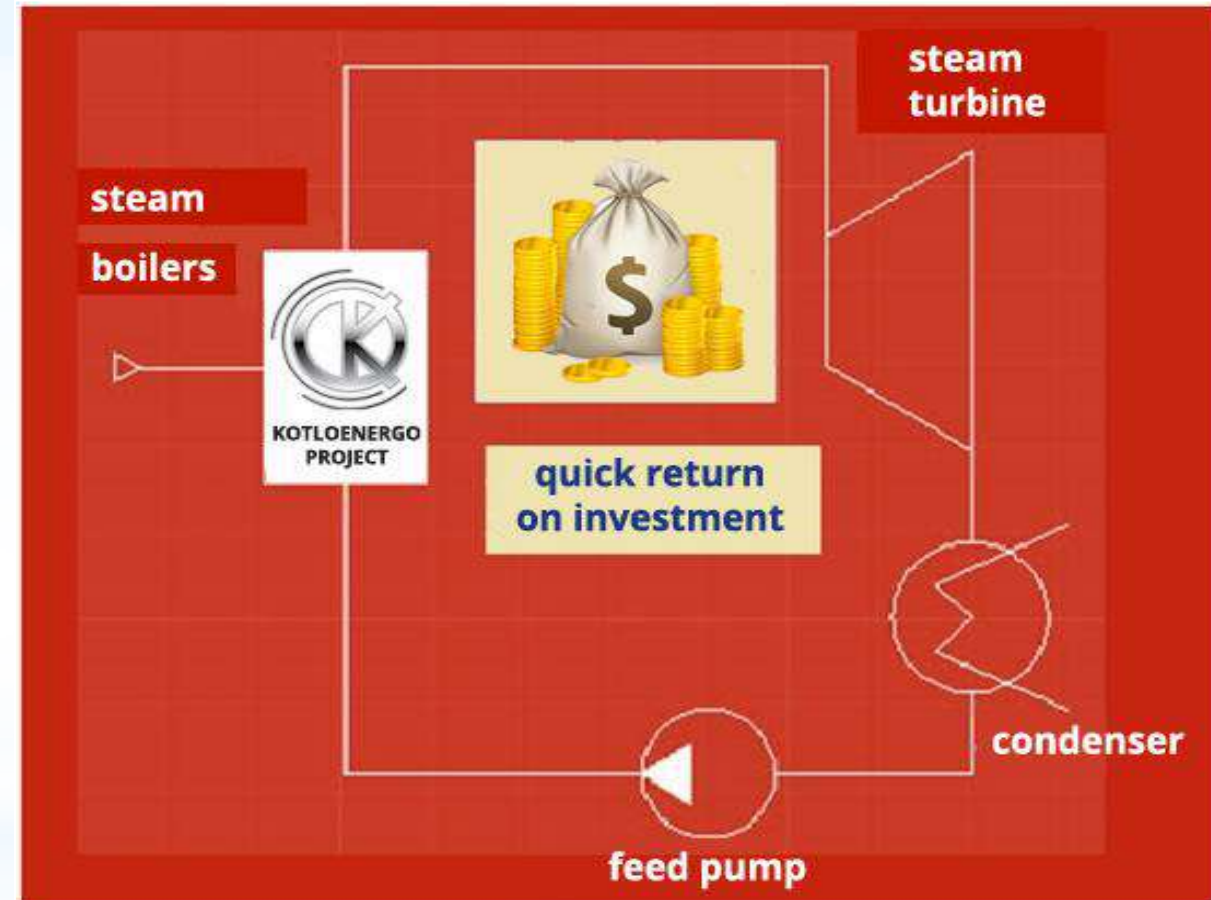 steam
turbine
steam
boilers
$
KOTLOENERGO
PROJECT
quick return
on investment
condenser
feed pump